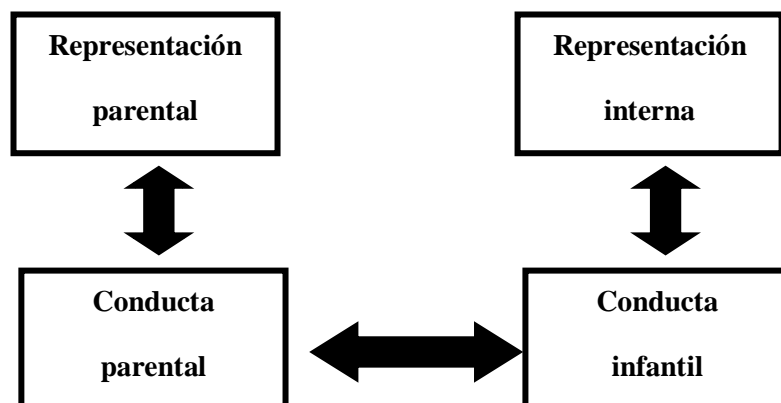 Representación
parental
Representación
interna
Conducta
parental
Conducta
infantil